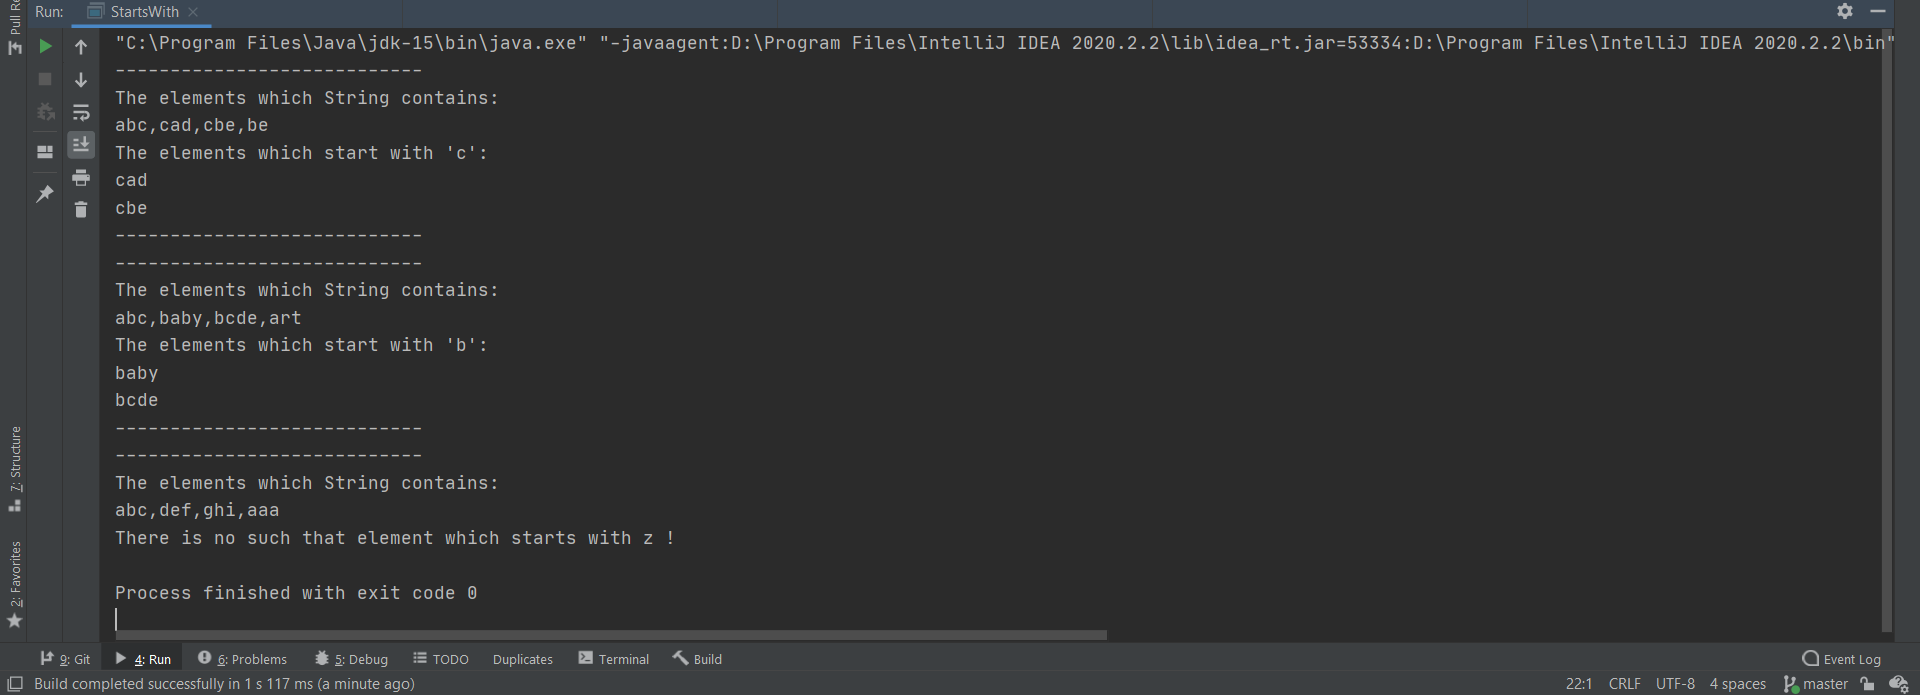 Run: StartsWith
Pull Re
"C:\Program Files\Java\jdk-15\bin\java.exe" "-javaagent:D:\Program Files\IntelliJ IDEA 2020.2.2\lib\idea_rt.jar=53334:D:\Program Files\IntelliJ IDEA 2020.2.2\bin"
----------------------------
The elements which String contains:
abc,cad,cbe,be
The elements which start with 'c':
cad
cbe
----------------------------
----------------------------
The elements which String contains:
abc,baby,bcde,art
The elements which start with 'b':
baby
bcde
----------------------------
----------------------------
The elements which String contains:
abc,def,ghi,aaa
There is no such that element which starts with z !
Process finished with exit code 0
7: Structure
2: Favorites
9: Git 4: Run 6: Problems 5: Debug TODO Duplicates Terminal Build Event Log
Build completed successfully in 1 s 117 ms (a minute ago) 22:1 CRLF UTF-8 4 spaces master